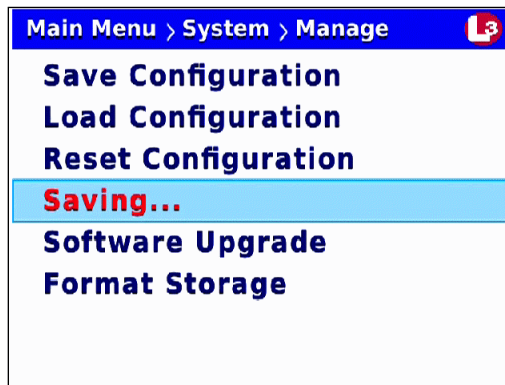 Main Menu > System > Manage L3
Save Configuration
Load Configuration
Reset Configuration
Saving...
Software Upgrade
Format Storage